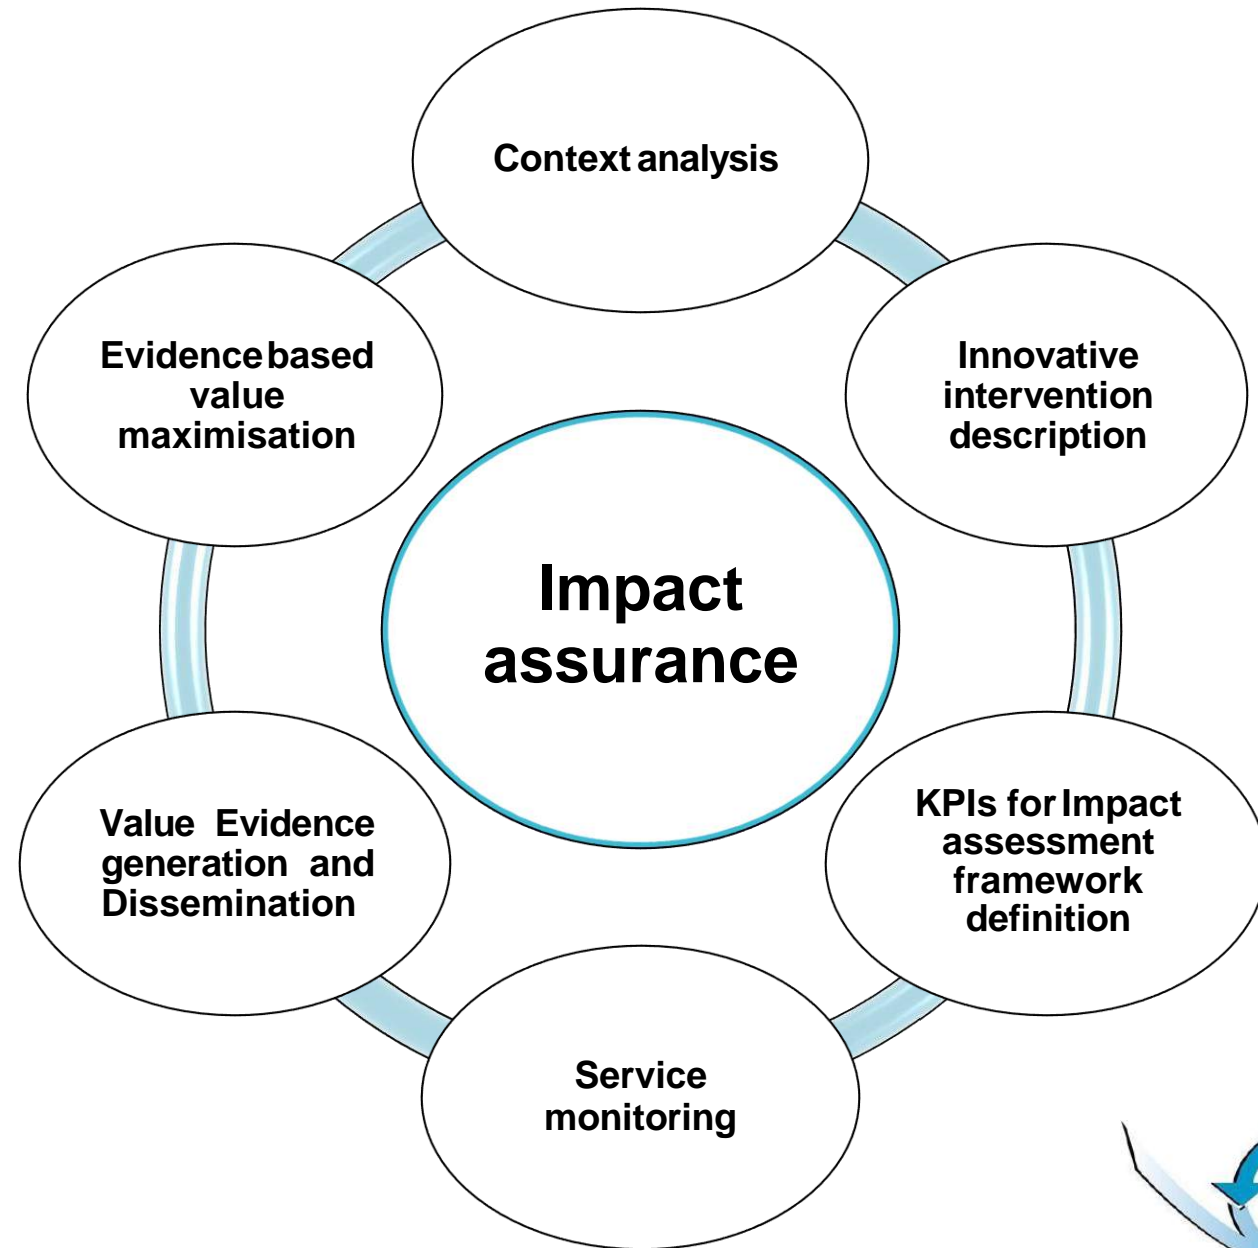 Context analysis
Innovative
intervention
description
KPIs for Impact
assessment
framework
definition
Service
monitoring
Value Evidence
generation and
Dissemination
Evidence based
value
maximisation
Impact
assurance